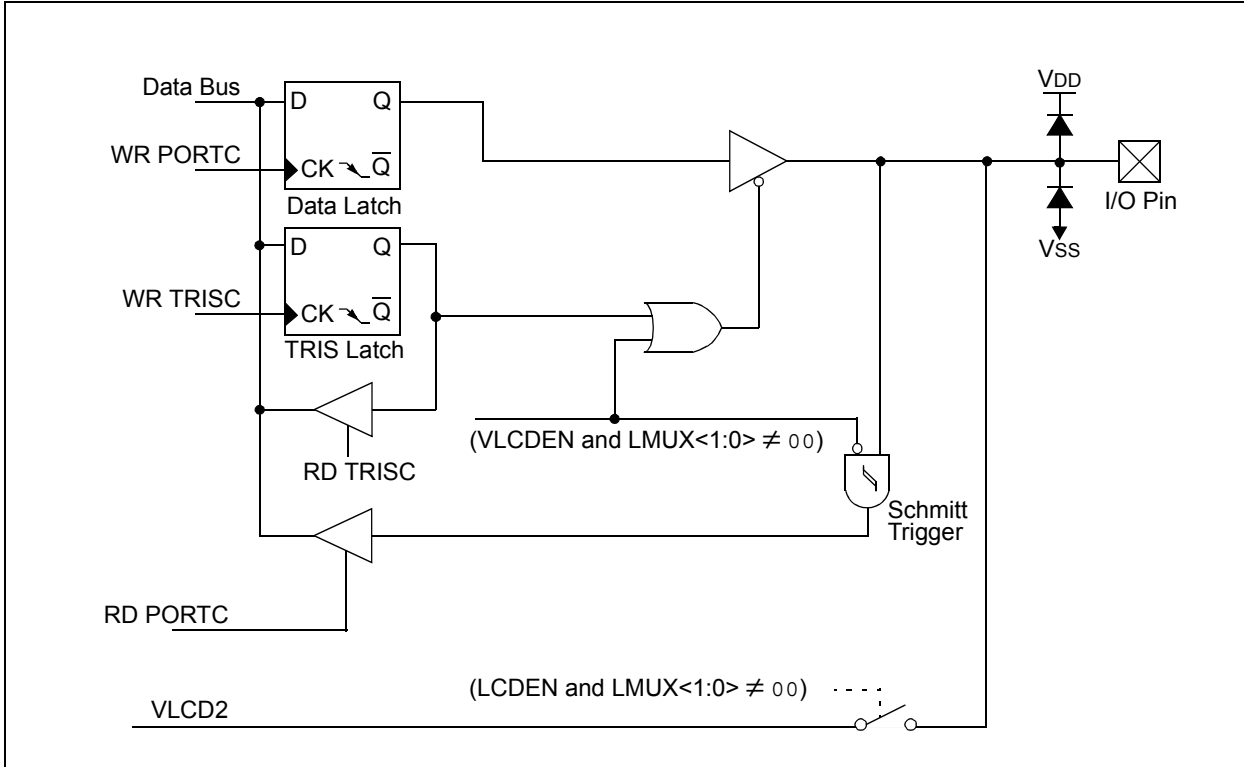 Data Bus
D Q
VDD
WR PORTC
CK Q̅
Data Latch
I/O Pin
VSS
D Q
WR TRISC
CK Q̅
TRIS Latch
(VLCDEN and LMUX<1:0> ≠ 00)
RD TRISC
Schmitt
Trigger
RD PORTC
(LCDEN and LMUX<1:0> ≠ 00)
VLCD2